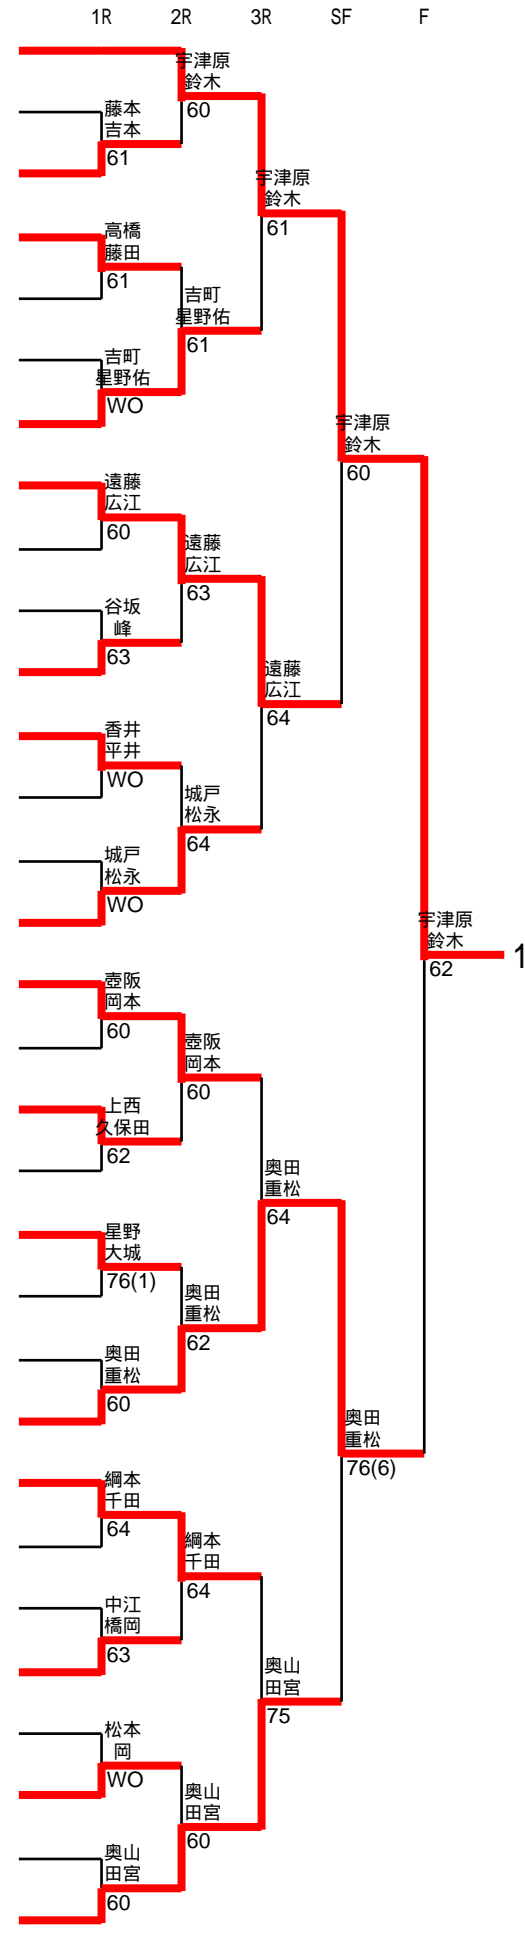 1R 2R 3R SF F
宇津原
鈴木
60
藤本
吉本
61
宇津原
鈴木
61
高橋
藤田
61
吉町
星野佑
61
吉町
星野佑
WO
宇津原
鈴木
60
遠藤
広江
60
遠藤
広江
63
谷坂
峰
63
遠藤
広江
64
香井
平井
WO
城戸
松永
64
城戸
松永
WO
宇津原
鈴木
62
1
壺阪
岡本
60
壺阪
岡本
60
上西
久保田
62
奥田
重松
64
星野
大城
76(1)
奥田
重松
62
奥田
重松
60
奥田
重松
76(6)
綱本
千田
64
綱本
千田
64
中江
橋岡
63
奥山
田宮
75
松本
岡
WO
奥山
田宮
60
奥山
田宮
60